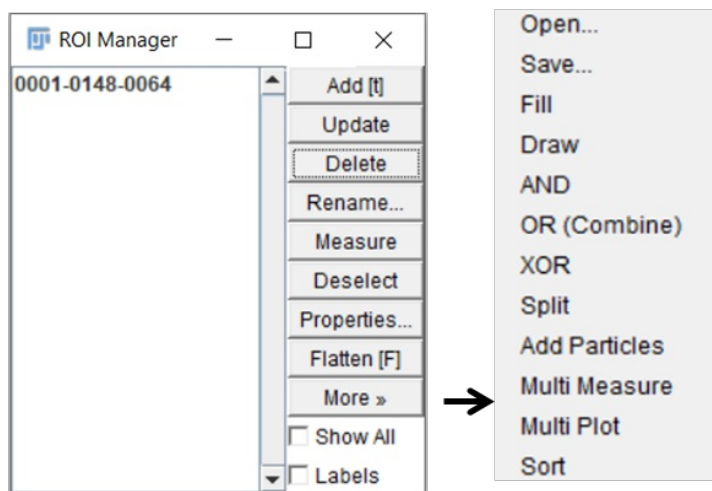 ROI Manager
0001-0148-0064
Add [t]
Update
Delete
Rename...
Measure
Deselect
Properties...
Flatten [F]
More »
Show All
Labels
Open...
Save...
Fill
Draw
AND
OR (Combine)
XOR
Split
Add Particles
Multi Measure
Multi Plot
Sort